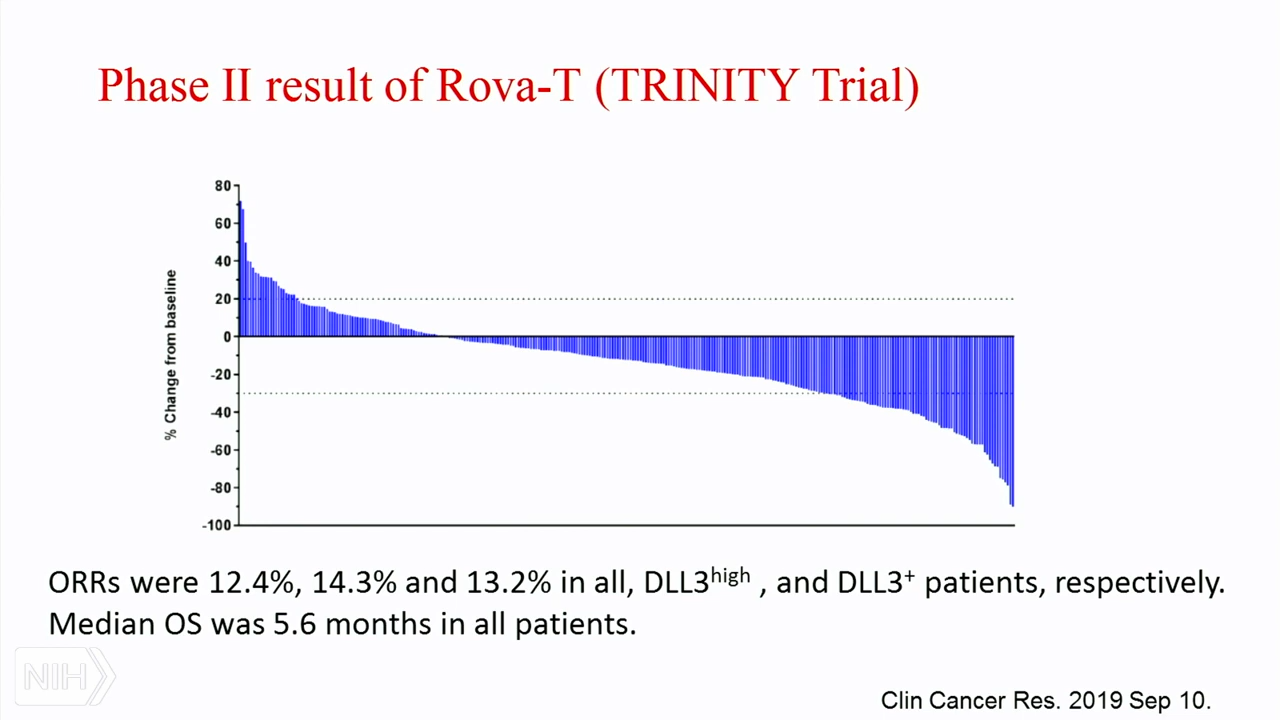 Phase II result of Rova-T (TRINITY Trial)
80
60
40
20
0
-20
-40
-60
-80
-100
% Change from baseline
ORRs were 12.4%, 14.3% and 13.2% in all, DLL3high , and DLL3+ patients, respectively.
Median OS was 5.6 months in all patients.
NIH
Clin Cancer Res. 2019 Sep 10.